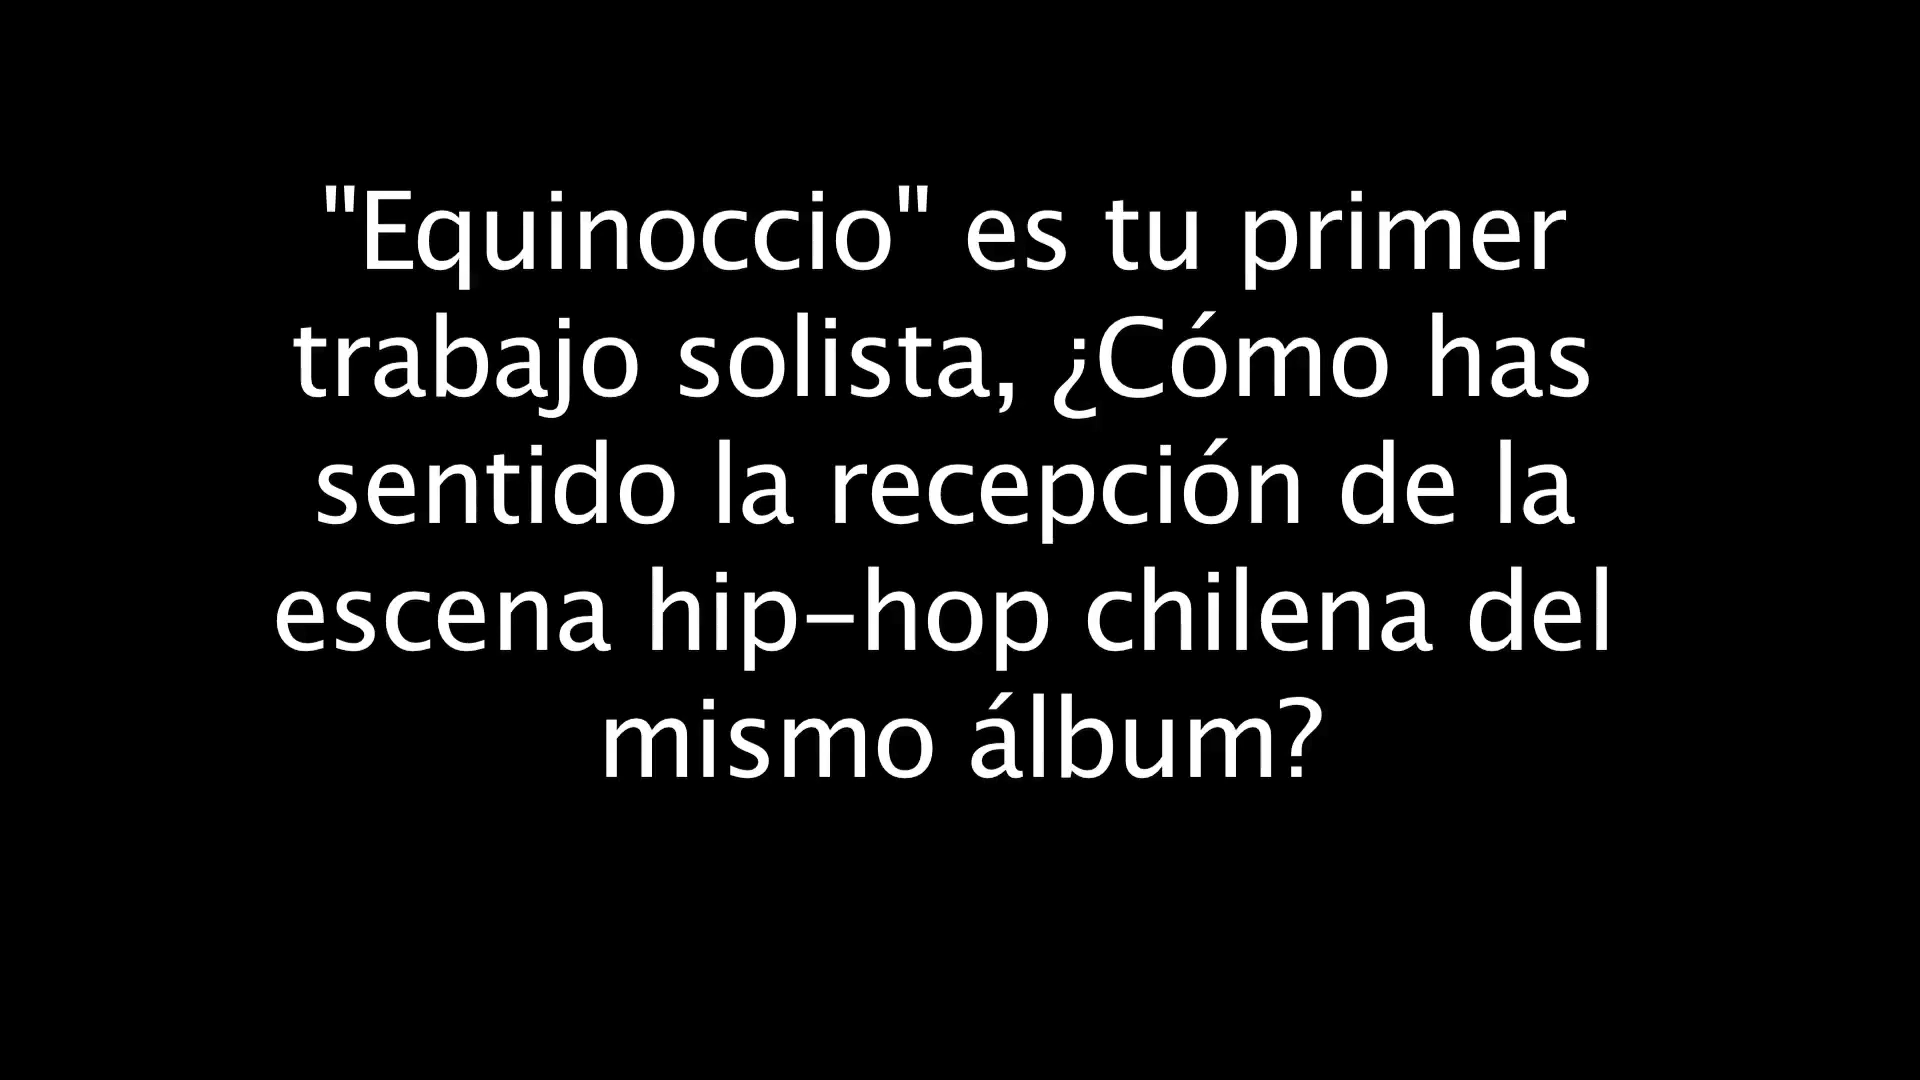 "Equinoccio" es tu primer
trabajo solista, ¿Cómo has
sentido la recepción de la
escena hip-hop chilena del
mismo álbum?